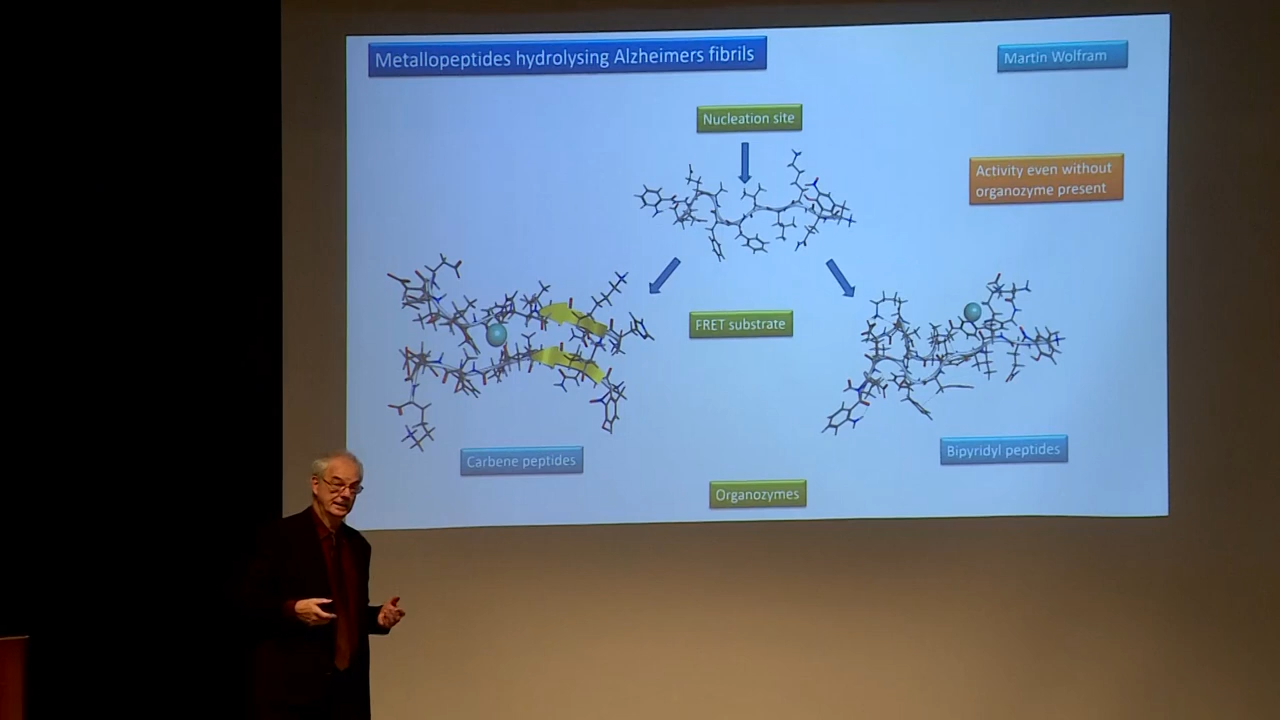 Metallopeptides hydrolysing Alzheimers fibrils
Martin Wolfram
Nucleation site
Activity even without
organozyme present
FRET substrate
Carbene peptides
Bipyridyl peptides
Organozymes